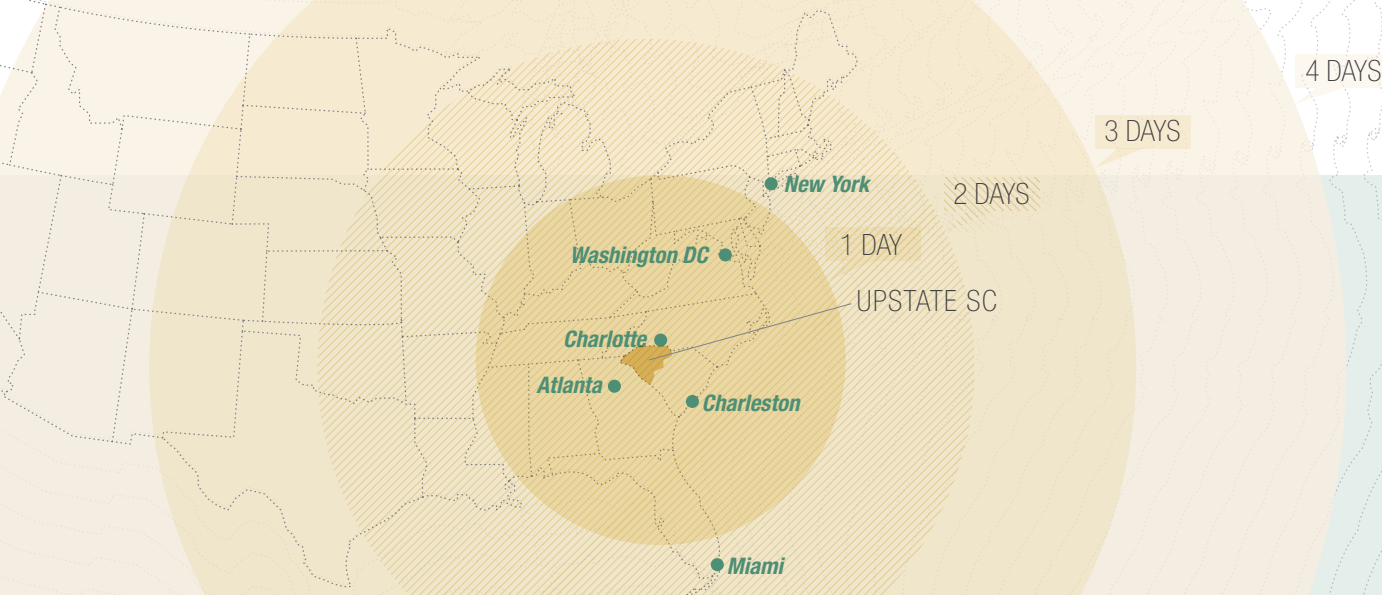 4 DAYS
3 DAYS
New York
2 DAYS
1 DAY
Washington DC
UPSTATE SC
Charlotte
Atlanta
Charleston
Miami